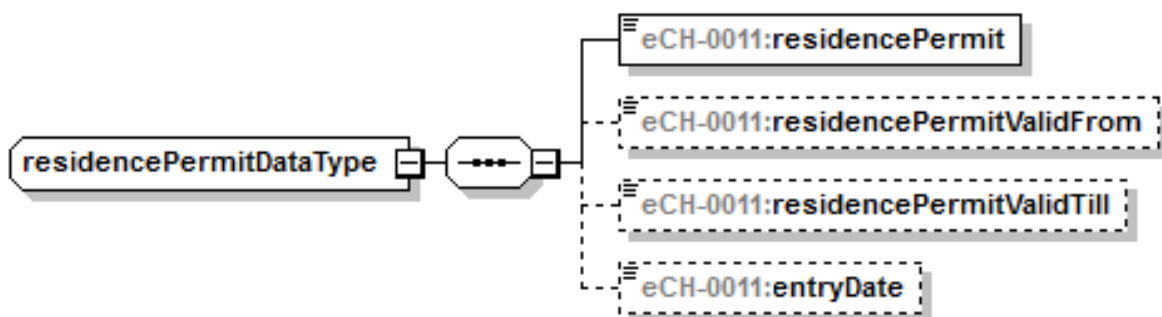 eCH-0011:residencePermit
eCH-0011:residencePermitValidFrom
residencePermitDataType
eCH-0011:residencePermitValidTill
eCH-0011:entryDate